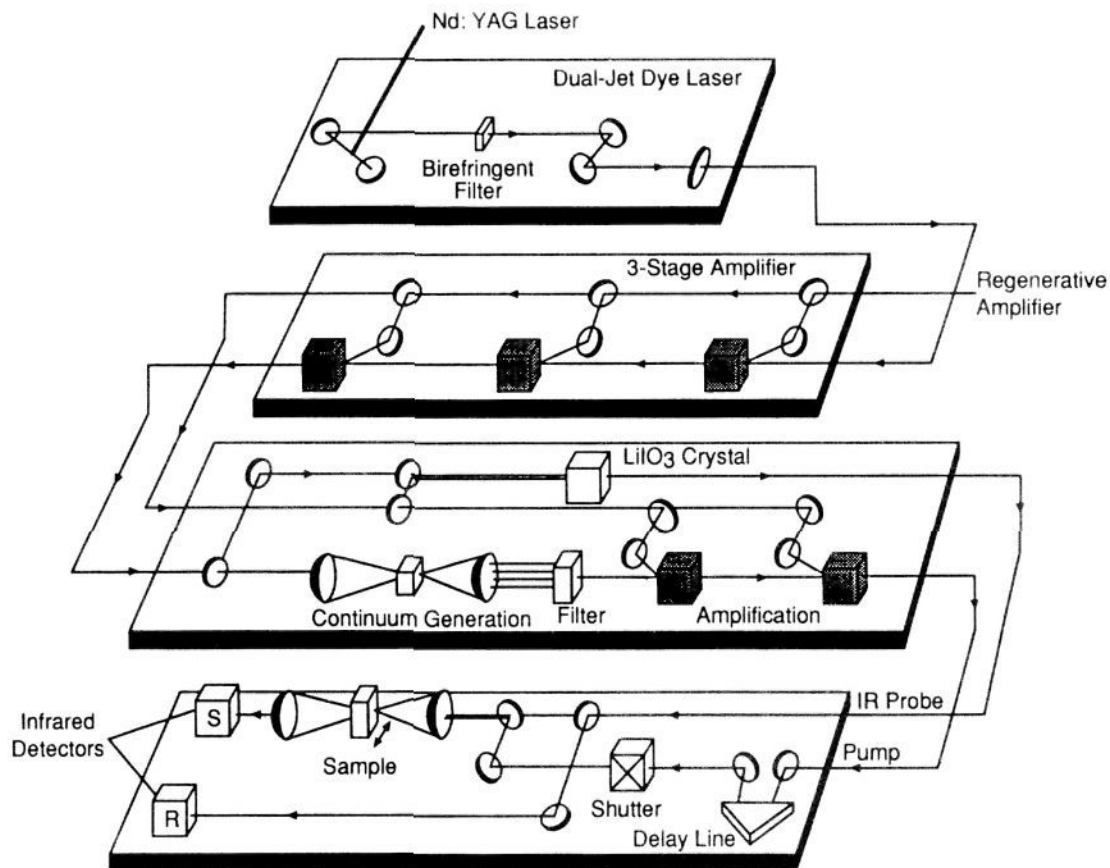 Nd: YAG Laser
Dual-Jet Dye Laser
Birefringent
Filter
3-Stage Amplifier
Regenerative
Amplifier
LiIO3 Crystal
Continuum Generation
Filter
Amplification
IR Probe
Infrared
Detectors
S
Sample
Pump
Shutter
R
Delay Line